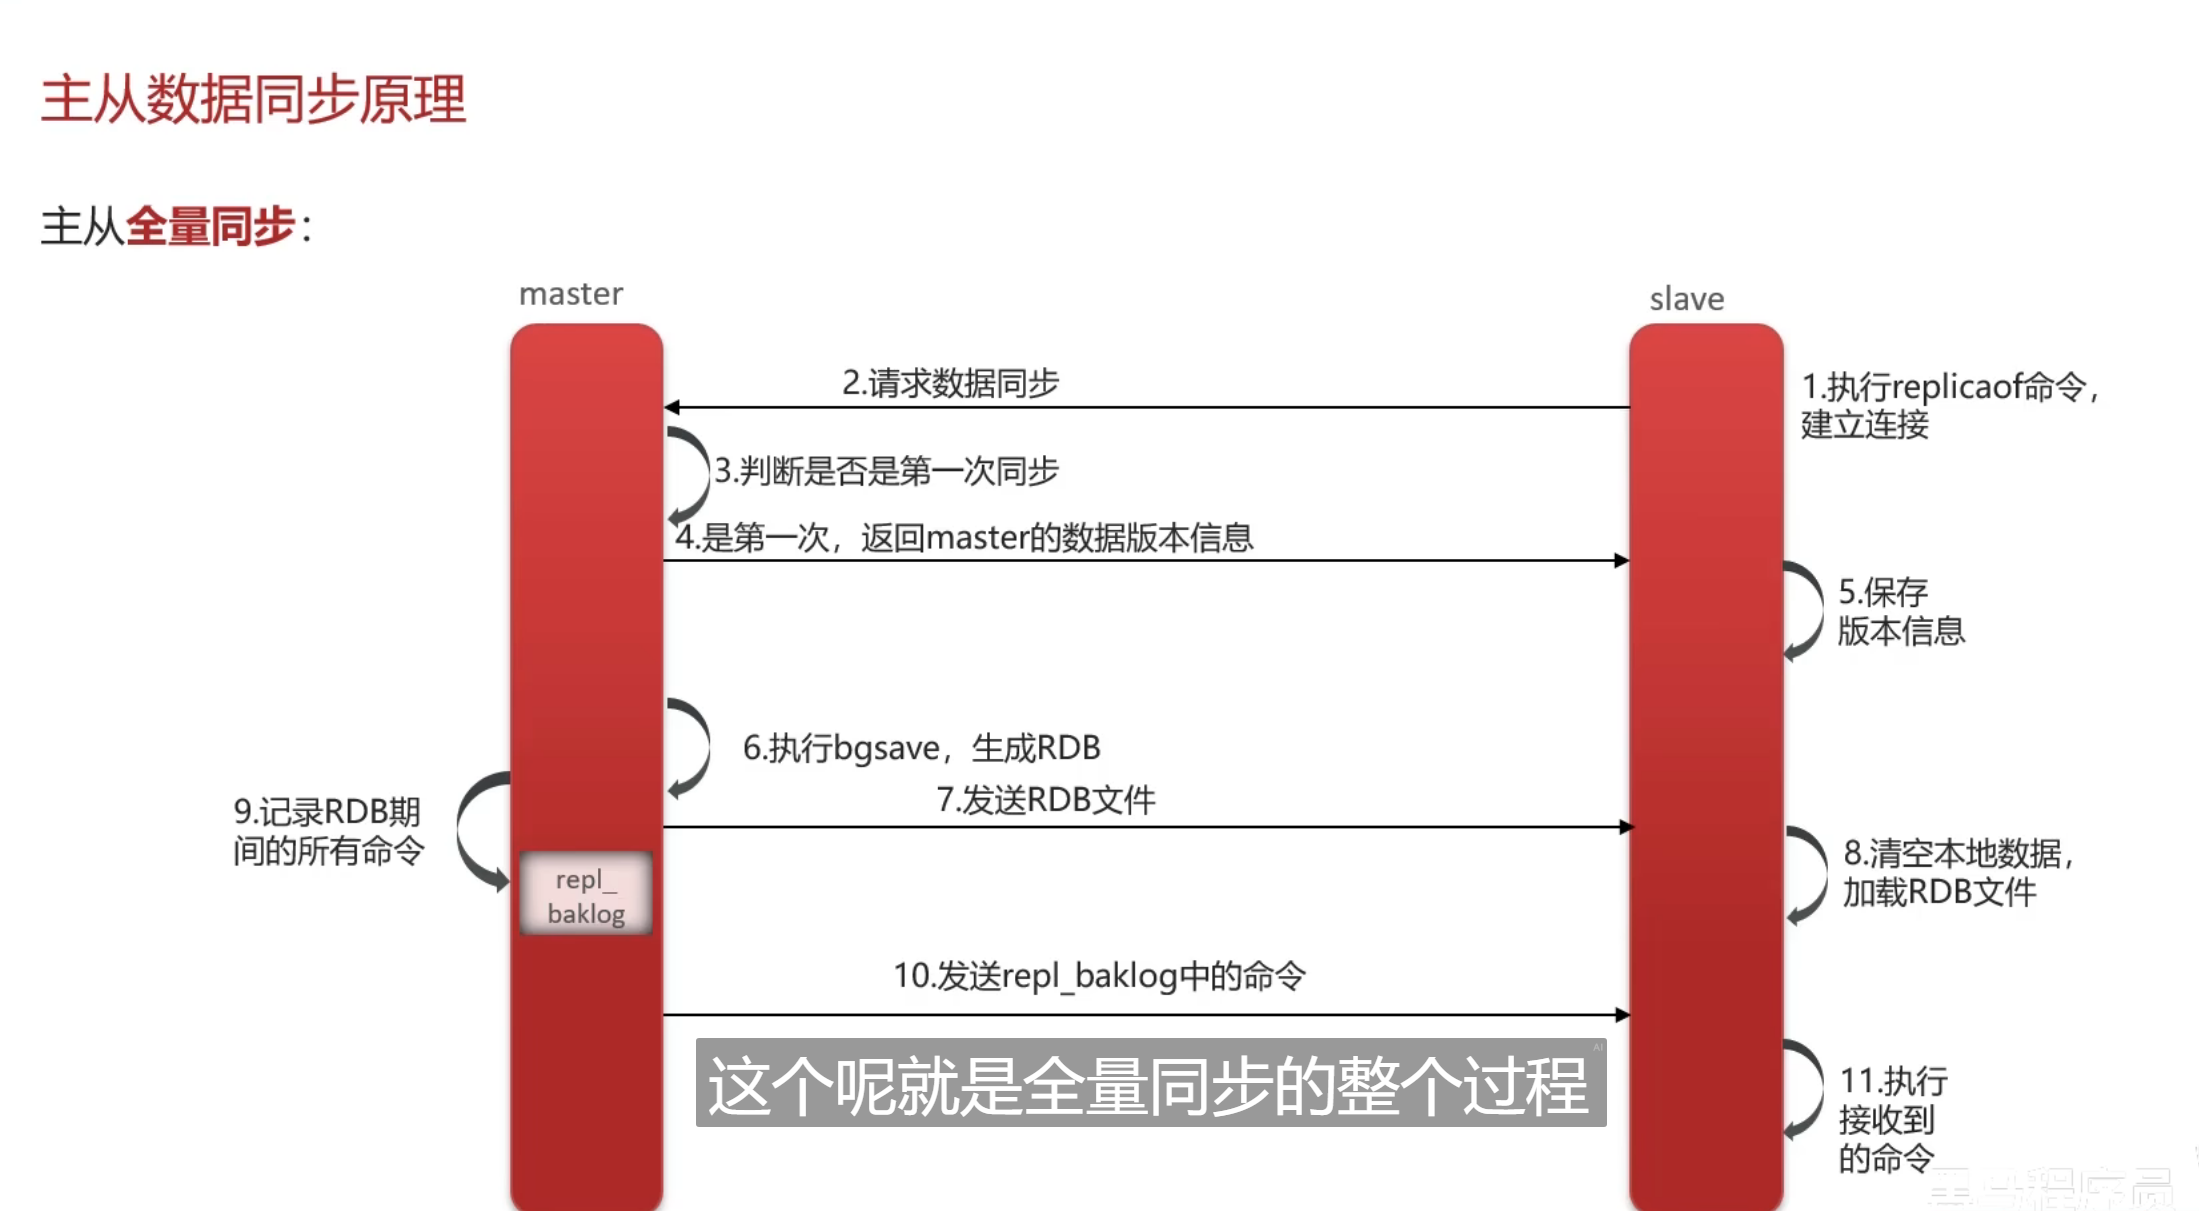 主从数据同步原理
主从全量同步：
master
slave
1.执行replicaof命令，
建立连接
2.请求数据同步
3.判断是否是第一次同步
4.是第一次，返回master的数据版本信息
5.保存
版本信息
6.执行bgsave，生成RDB
7.发送RDB文件
8.清空本地数据，
加载RDB文件
9.记录RDB期
间的所有命令
repl_
baklog
10.发送repl_baklog中的命令
11.执行
接收到
的命令
这个呢就是全量同步的整个过程
AI
黑马程序员